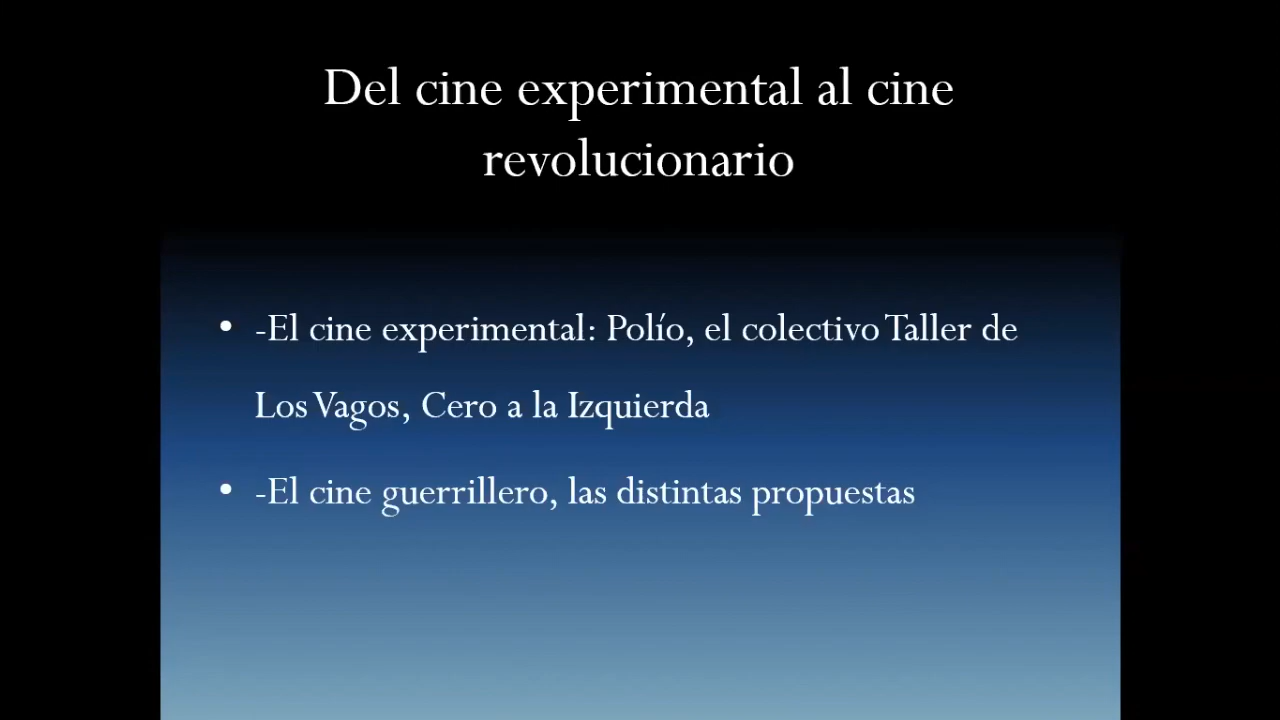 Del cine experimental al cine
revolucionario
• -El cine experimental: Polío, el colectivo Taller de
Los Vagos, Cero a la Izquierda
• -El cine guerrillero, las distintas propuestas